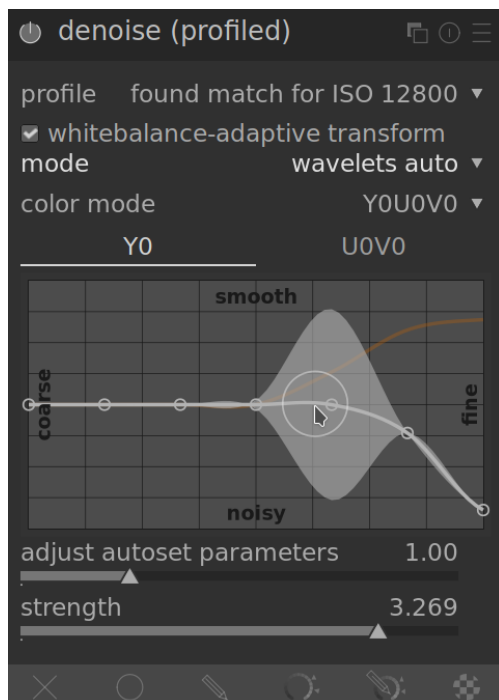 denoise (profiled)
profile found match for ISO 12800
whitebalance-adaptive transform
mode wavelets auto
color mode Y0U0V0
Y0 U0V0
smooth
coarse
fine
noisy
adjust autoset parameters 1.00
strength 3.269